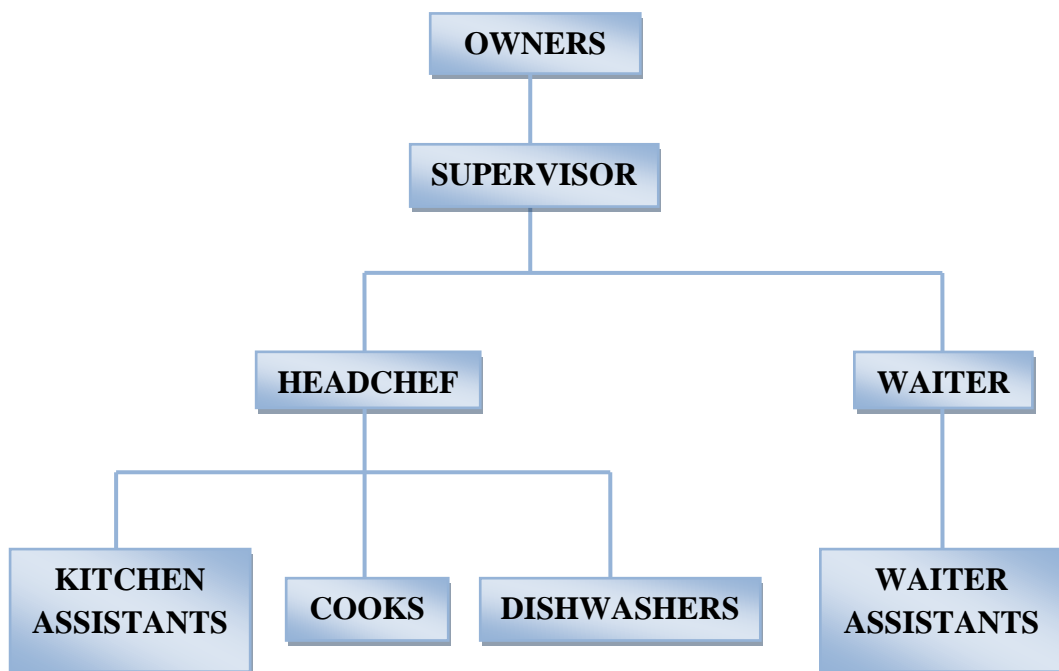 OWNERS
SUPERVISOR
HEADCHEF
WAITER
KITCHEN
ASSISTANTS
COOKS
DISHWASHERS
WAITER
ASSISTANTS